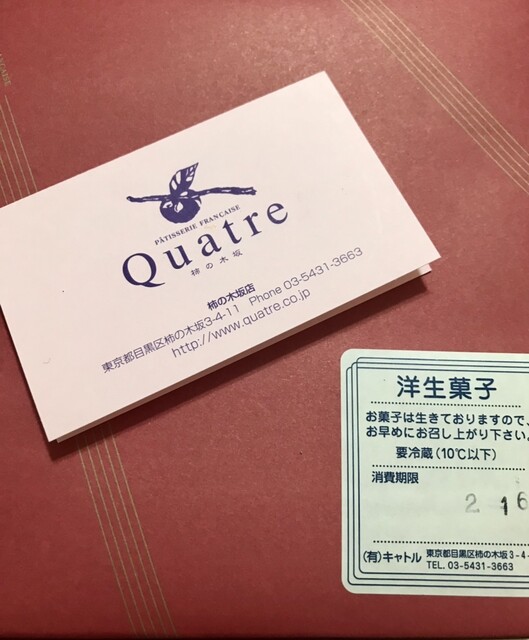 PÂTISSERIE FRANCAISE
Quatre
柿の木坂
柿の木坂店
東京都目黒区柿の木坂3-4-11 Phone 03-5431-3663
http://www.quatre.co.jp
洋生菓子
お菓子は生きておりますので、
お早めにお召し上がり下さい。
要冷蔵(10℃以下)
消費期限
2 16
(有)キャトル 東京都目黒区柿の木坂3-4-
TEL. 03-5431-3663